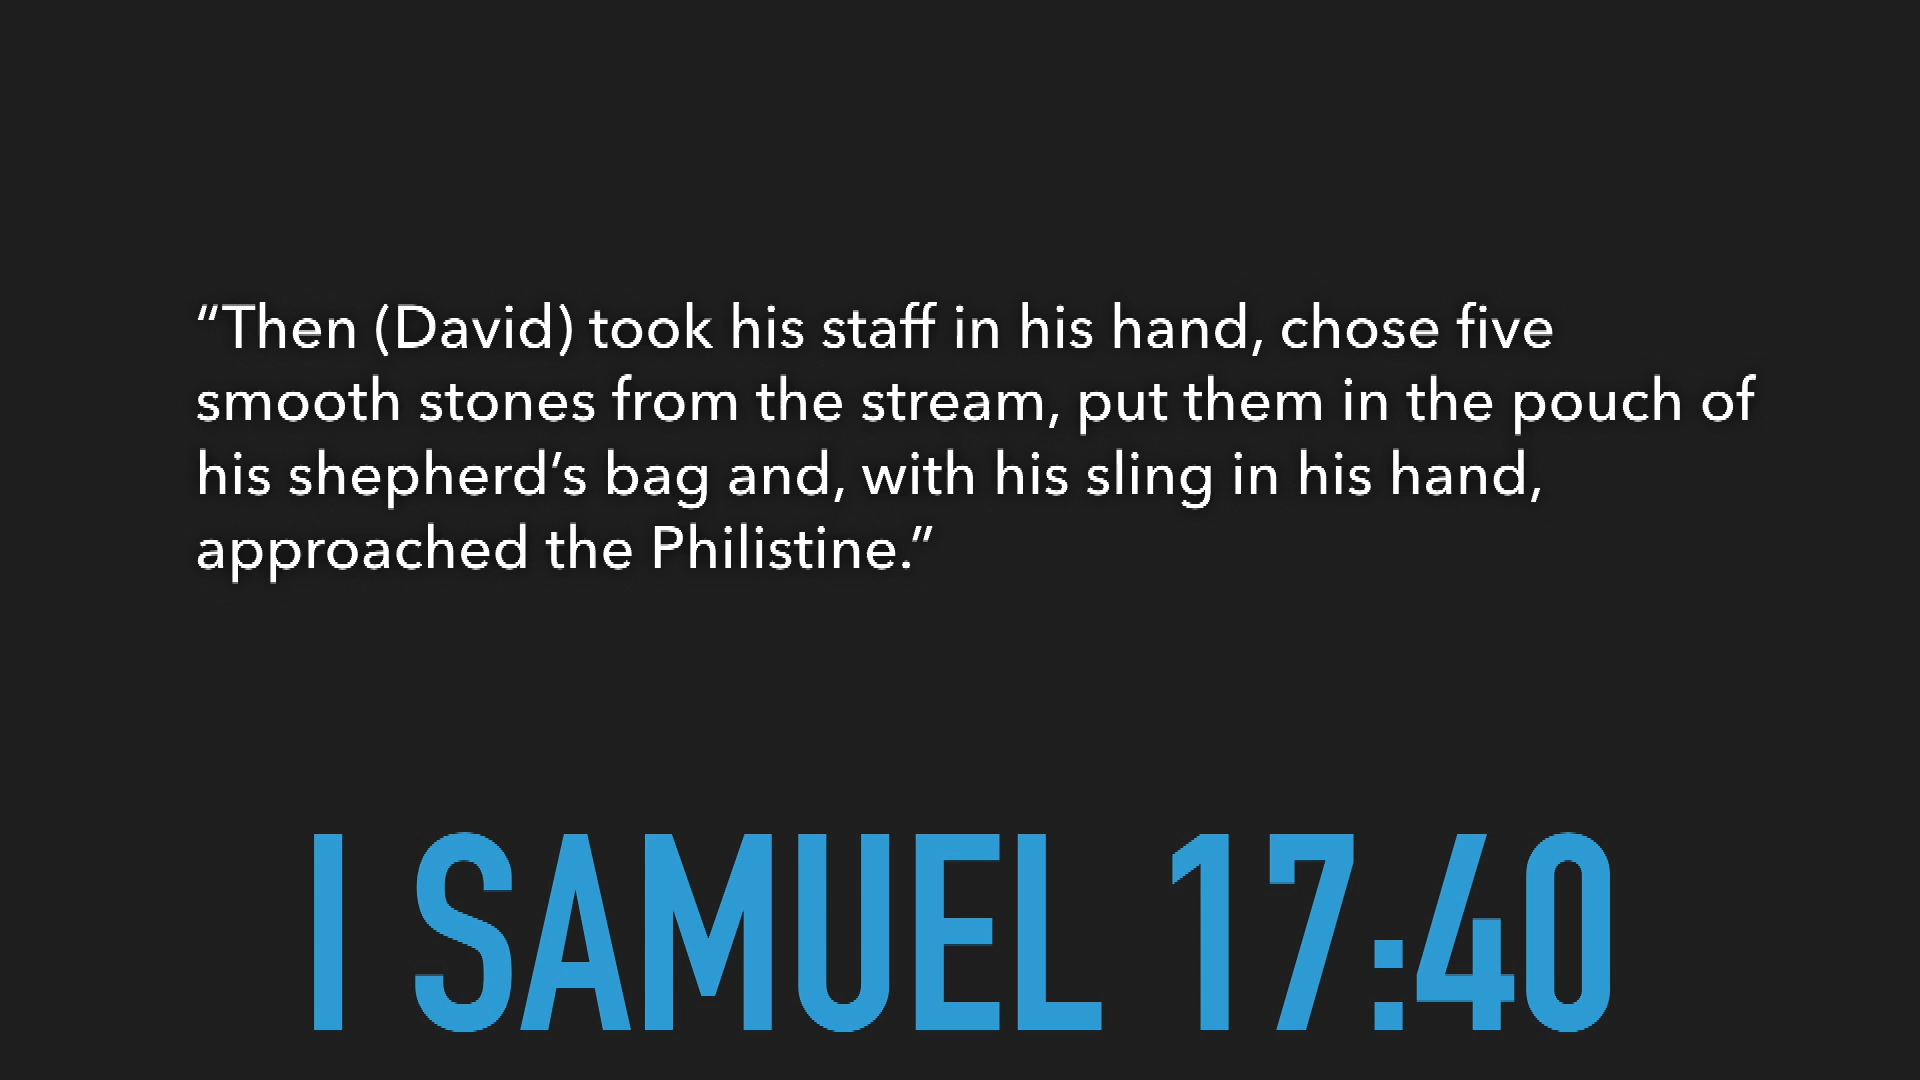 “Then (David) took his staff in his hand, chose five
smooth stones from the stream, put them in the pouch of
his shepherd’s bag and, with his sling in his hand,
approached the Philistine.”
I SAMUEL 17:40